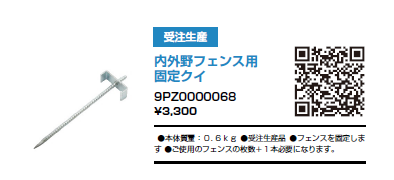 受注生産
内外野フェンス用
固定クイ
9PZ0000068
¥3,300
●本体質量：０.６ｋｇ ●受注生産品 ●フェンスを固定しま
す ●ご使用のフェンスの枚数＋１本必要になります。